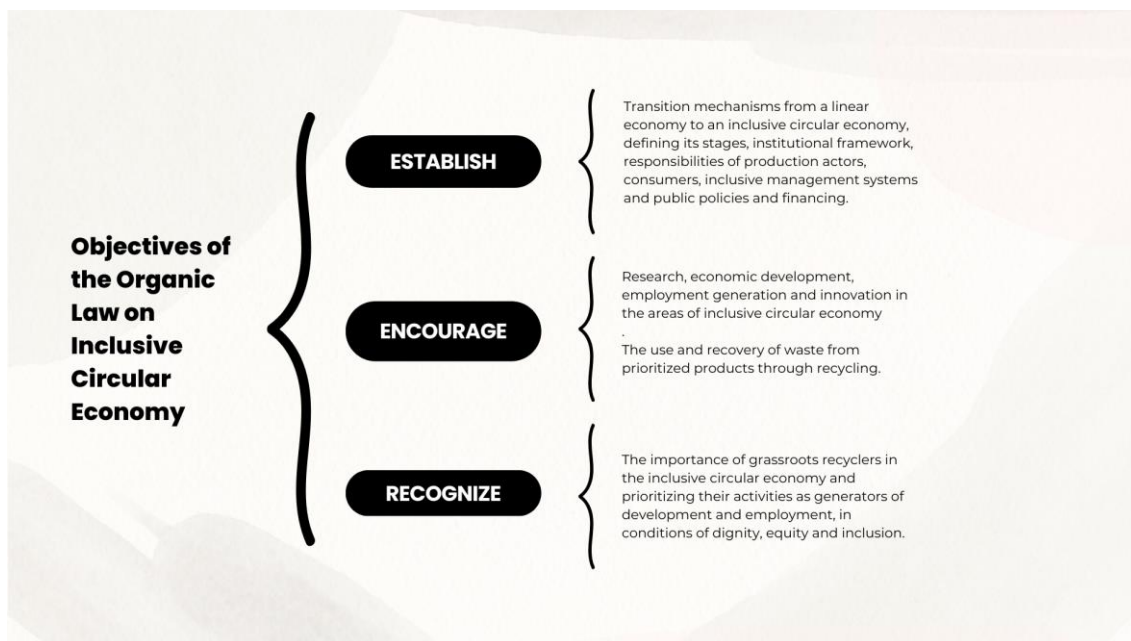 Objectives of
the Organic
Law on
Inclusive
Circular
Economy
ESTABLISH
Transition mechanisms from a linear
economy to an inclusive circular economy,
defining its stages, institutional framework,
responsibilities of production actors,
consumers, inclusive management systems
and public policies and financing.
ENCOURAGE
Research, economic development,
employment generation and innovation in
the areas of inclusive circular economy
.
The use and recovery of waste from
prioritized products through recycling.
RECOGNIZE
The importance of grassroots recyclers in
the inclusive circular economy and
prioritizing their activities as generators of
development and employment, in
conditions of dignity, equity and inclusion.